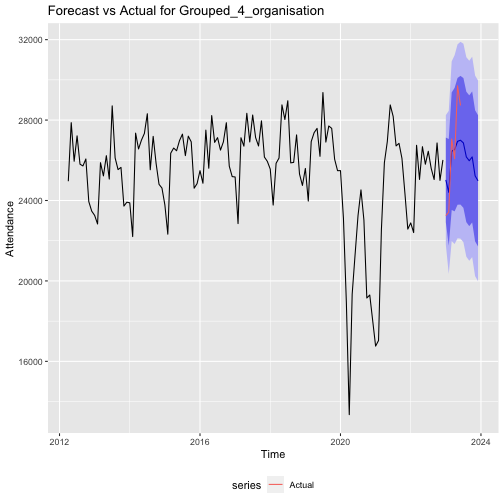 Forecast vs Actual for Grouped_4_organisation
32000
28000
24000
20000
16000
Attendance
2012
2016
2020
2024
Time
series
Actual